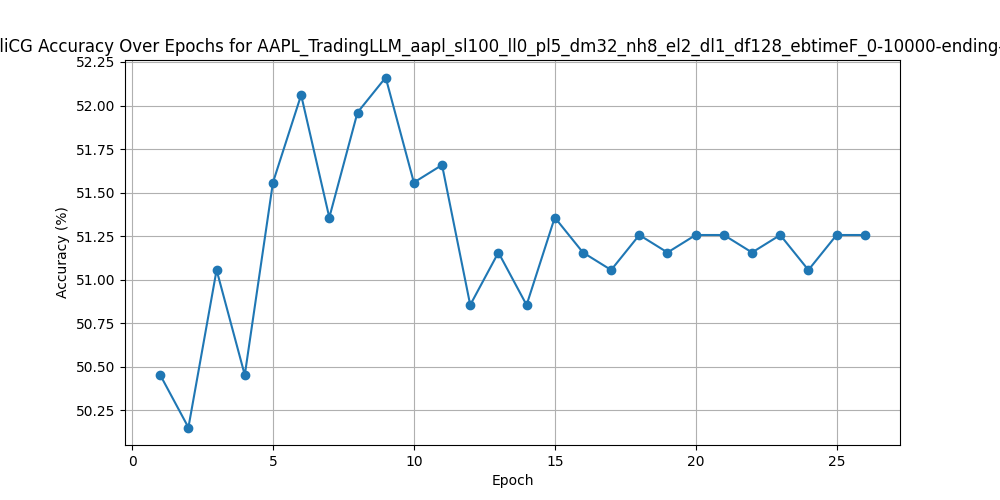 liCG Accuracy Over Epochs for AAPL_TradingLLM_aapl_sl100_ll0_pl5_dm32_nh8_el2_dl1_df128_ebtimeF_0-10000-ending-
52.25
52.00
51.75
51.50
51.25
51.00
50.75
50.50
50.25
Accuracy (%)
0 5 10 15 20 25
Epoch